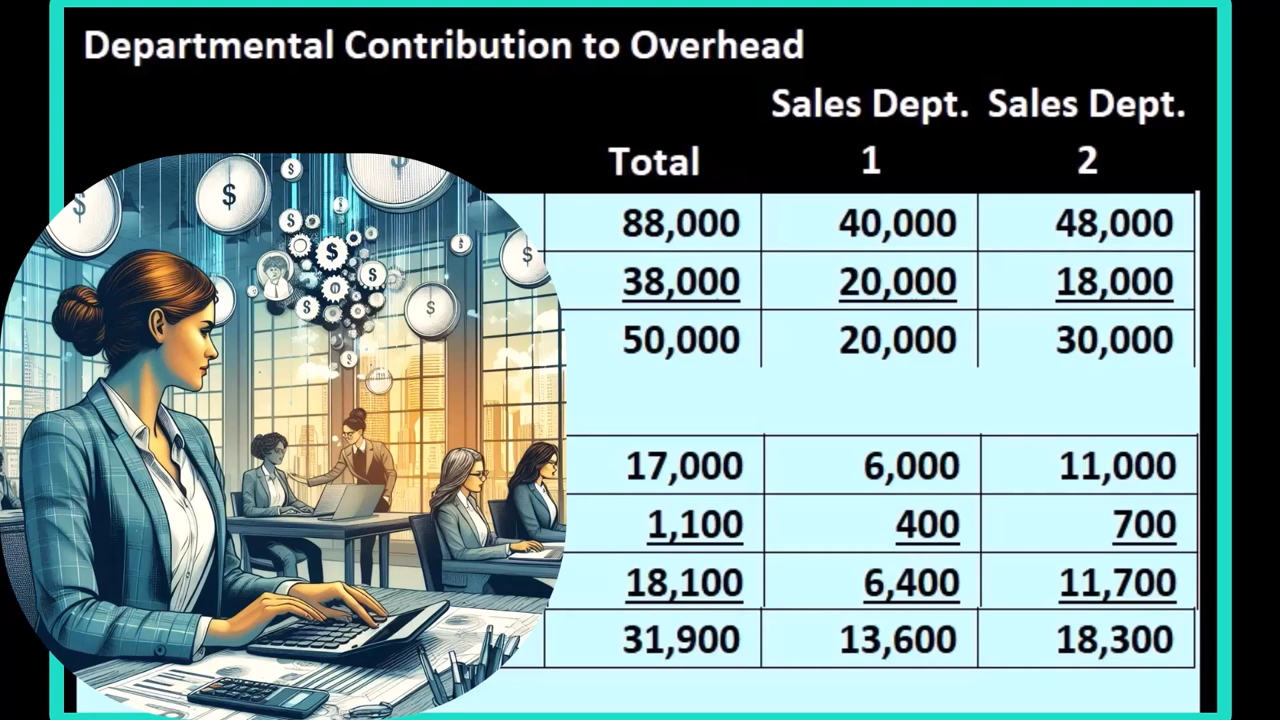 Departmental Contribution to Overhead
Sales Dept. Sales Dept.
Total 1 2
88,000 40,000 48,000
38,000 20,000 18,000
50,000 20,000 30,000
17,000 6,000 11,000
1,100 400 700
18,100 6,400 11,700
31,900 13,600 18,300